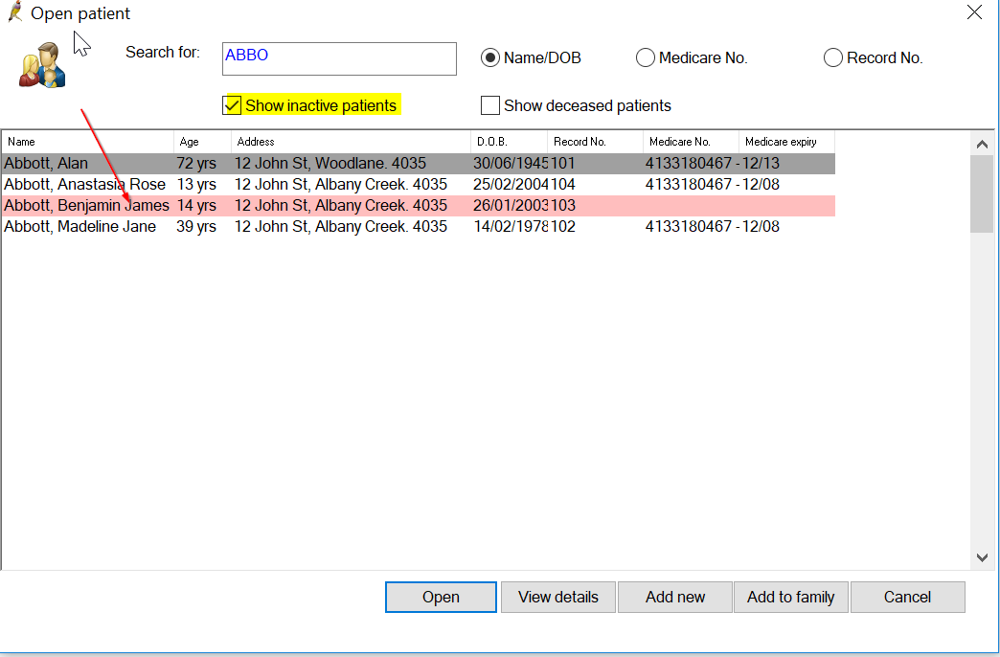 Open patient
Search for: ABBO Name/DOB Medicare No. Record No.
Show inactive patients Show deceased patients
Name Age Address D.O.B. Record No. Medicare No. Medicare expiry
Abbott, Alan 72 yrs 12 John St, Woodlane. 4035 30/06/1945 101 4133180467 - 12/13
Abbott, Anastasia Rose 13 yrs 12 John St, Albany Creek. 4035 25/02/2004 104 4133180467 - 12/08
Abbott, Benjamin James 14 yrs 12 John St, Albany Creek. 4035 26/01/2003 103
Abbott, Madeline Jane 39 yrs 12 John St, Albany Creek. 4035 14/02/1978 102 4133180467 - 12/08
Open View details Add new Add to family Cancel